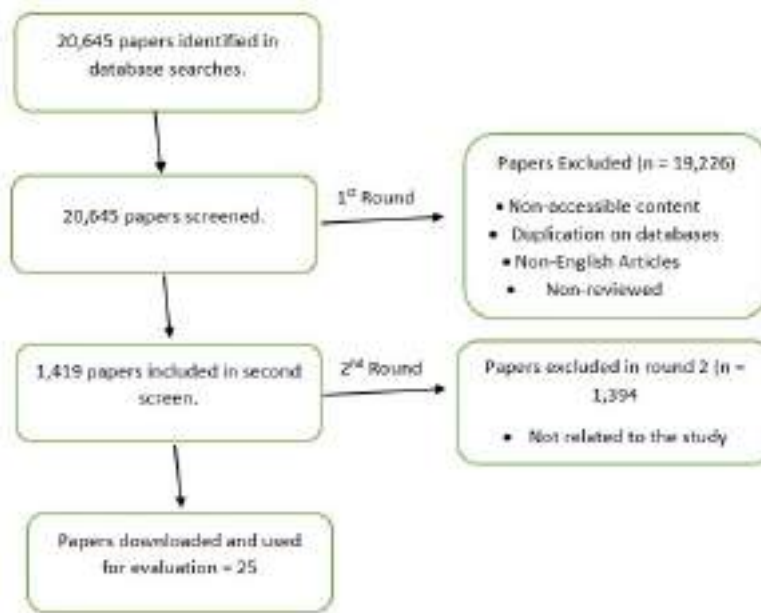 20,645 papers identified in
database searches.
20,645 papers screened.
1st Round
Papers Excluded (n = 19,226)
• Non-accessible content
• Duplication on databases
• Non-English Articles
• Non-reviewed
1,419 papers included in second
screen.
2nd Round
Papers excluded in round 2 (n =
1,394
• Not related to the study
Papers downloaded and used
for evaluation = 25